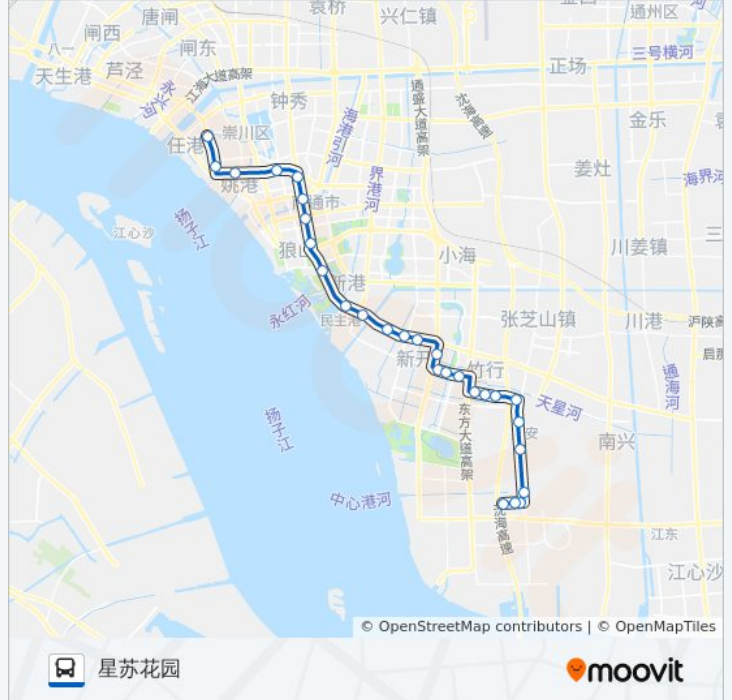 袁桥
兴仁镇
唐闸
通州区
闸西
八一
闸东
三号横河
正场
天生港
芦泾
江海大道高架
永兴河
钟秀
通盛大道高架
沈海高速
金乐
海港引河
崇川区
任港
姜灶
界港河
海界河
姚港
通市
扬子江
江心沙
狼山
小海
川姜镇
三
新港
永红河
民主港
张芝山镇
川港
沪陕高
启
新开
竹行
通海河
天星河
东方大道高架
扬子江
安
南兴
中心港河
沈海高速
江东
江心沙
© OpenStreetMap contributors | © OpenMapTiles
星苏花园
moovit